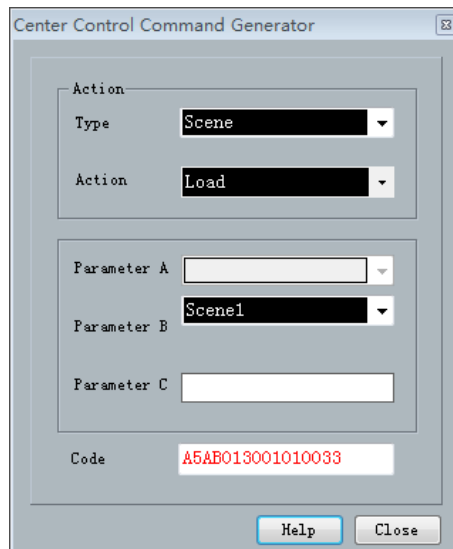 Center Control Command Generator
Action
Type Scene
Action Load
Parameter A
Parameter B Scene1
Parameter C
Code A5AB013001010033
Help Close